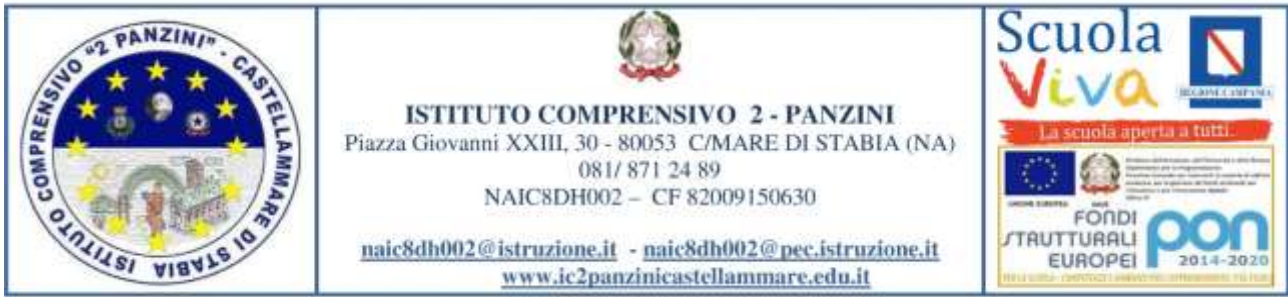 ISTITUTO COMPRENSIVO "2 PANZINI" - CASTELLAMMARE DI STABIA
ISTITUTO COMPRENSIVO 2 - PANZINI
Piazza Giovanni XXIII, 30 - 80053 C/MARE DI STABIA (NA)
081/ 871 24 89
NAIC8DH002 – CF 82009150630
naic8dh002@istruzione.it - naic8dh002@pec.istruzione.it
www.ic2panzinicastellammare.edu.it
Scuola
Viva
REGIONE CAMPANIA
La scuola aperta a tutti.
UNIONE EUROPEA
FONDI
STRUTTURALI
EUROPEI
pon
2014-2020